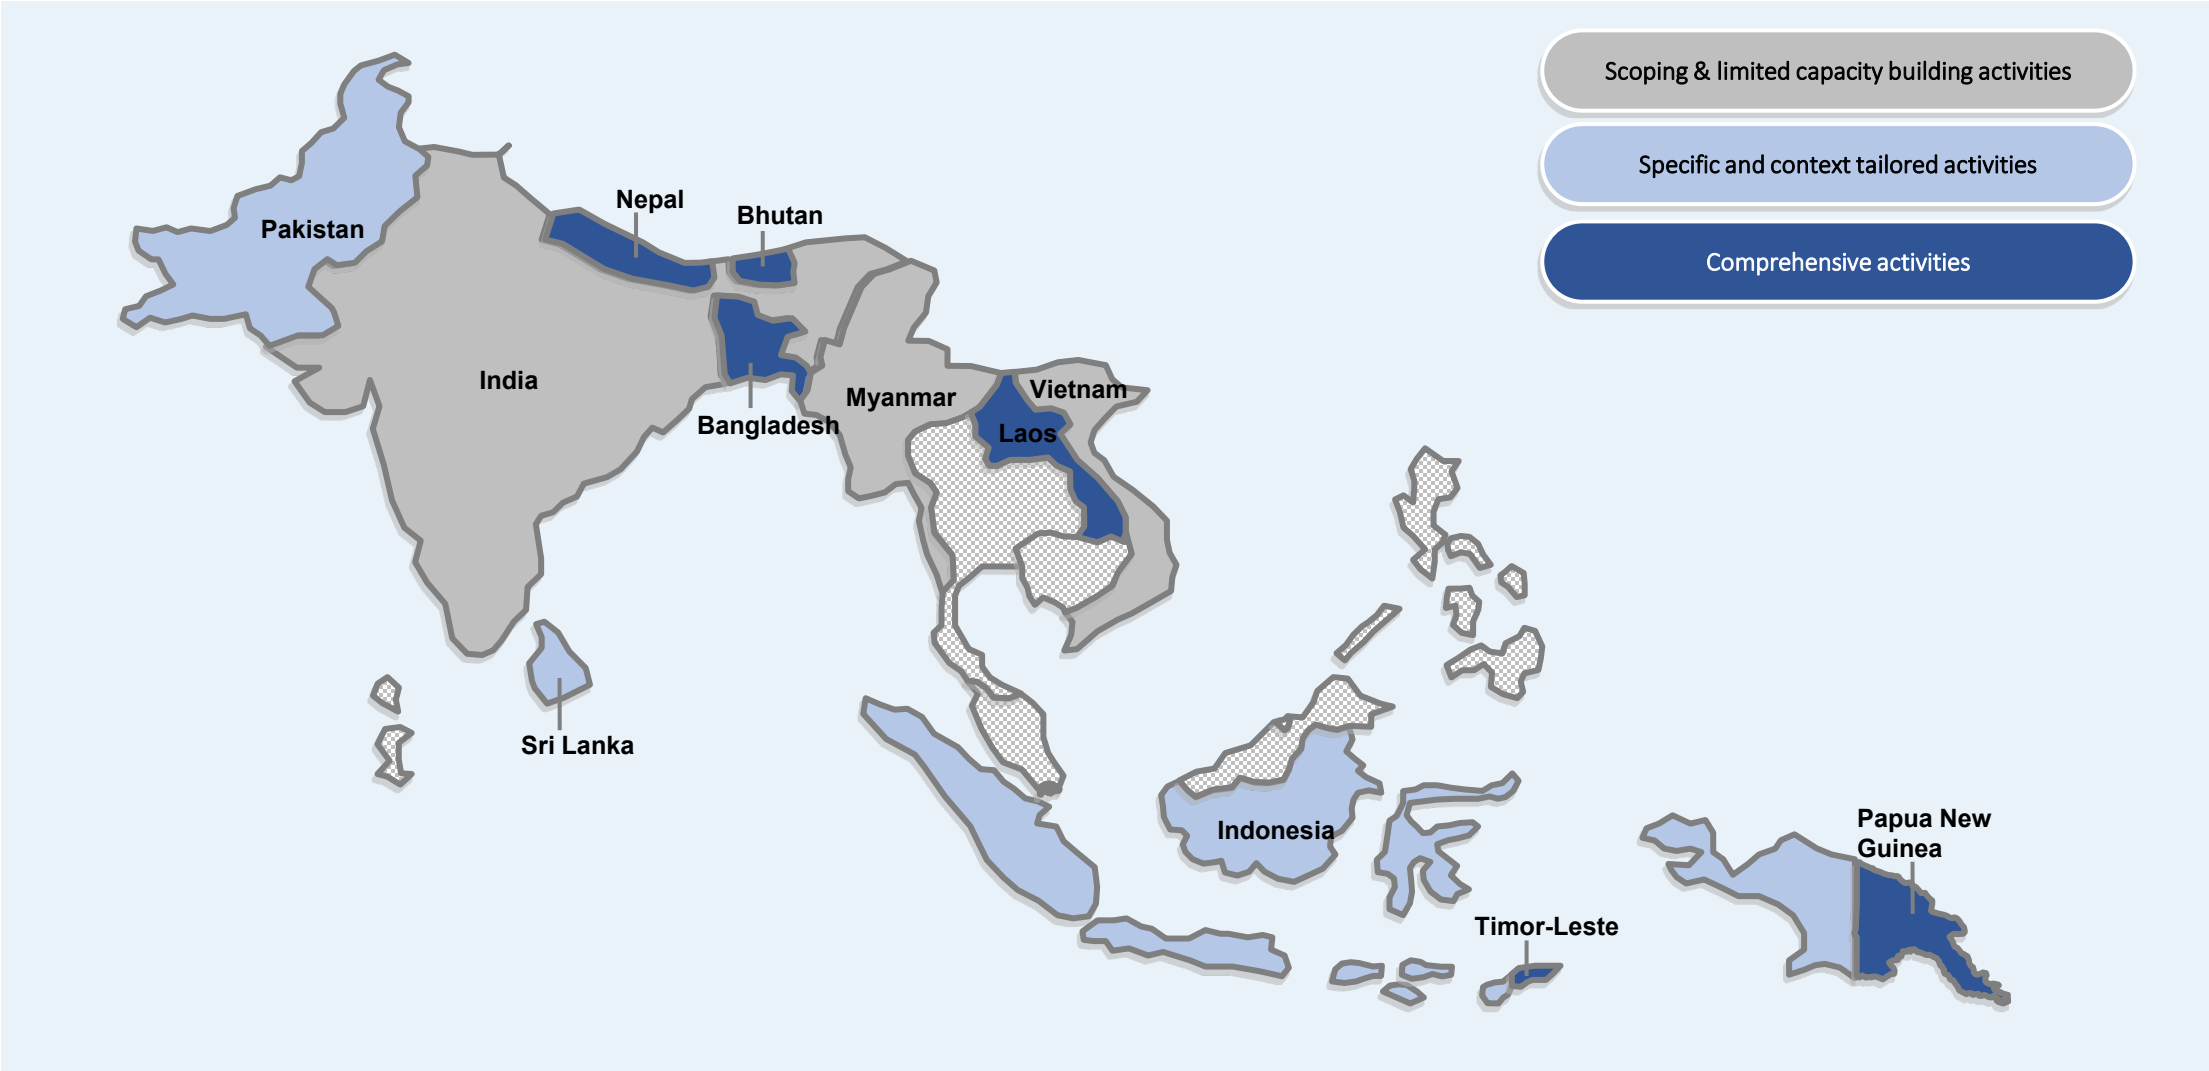 Scoping & limited capacity building activities
Specific and context tailored activities
Comprehensive activities
Nepal
Bhutan
Pakistan
India
Myanmar
Vietnam
Bangladesh
Laos
Sri Lanka
Indonesia
Papua New
Guinea
Timor-Leste